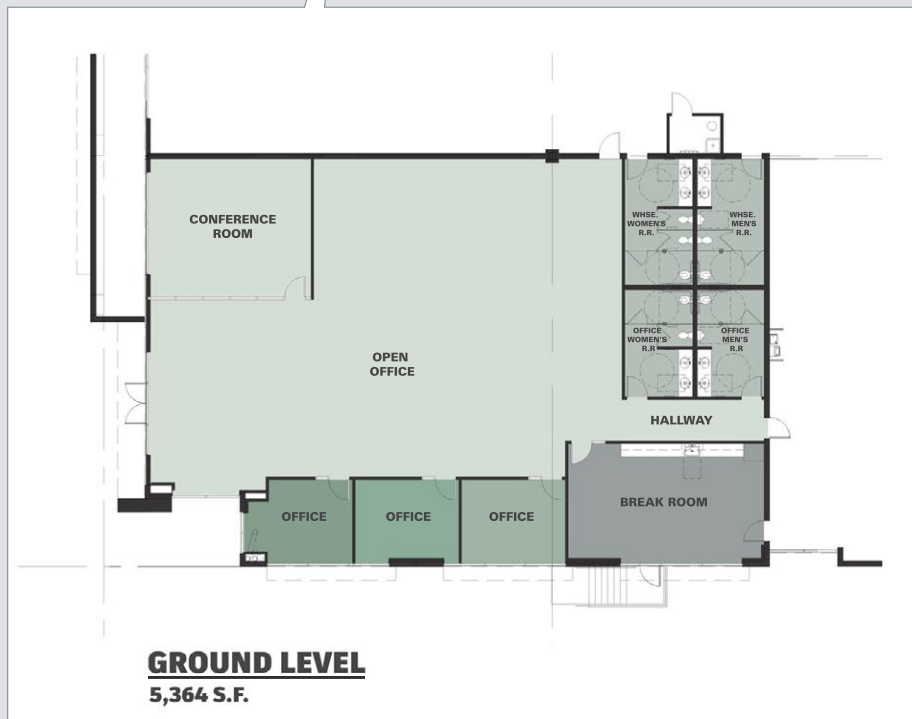 CONFERENCE
ROOM
WHSE.
WOMEN'S
R.R.
WHSE.
MEN'S
R.R.
OPEN
OFFICE
OFFICE
WOMEN'S
R.R
OFFICE
MEN'S
R.R
HALLWAY
BREAK ROOM
OFFICE
OFFICE
OFFICE
GROUND LEVEL
5,364 S.F.